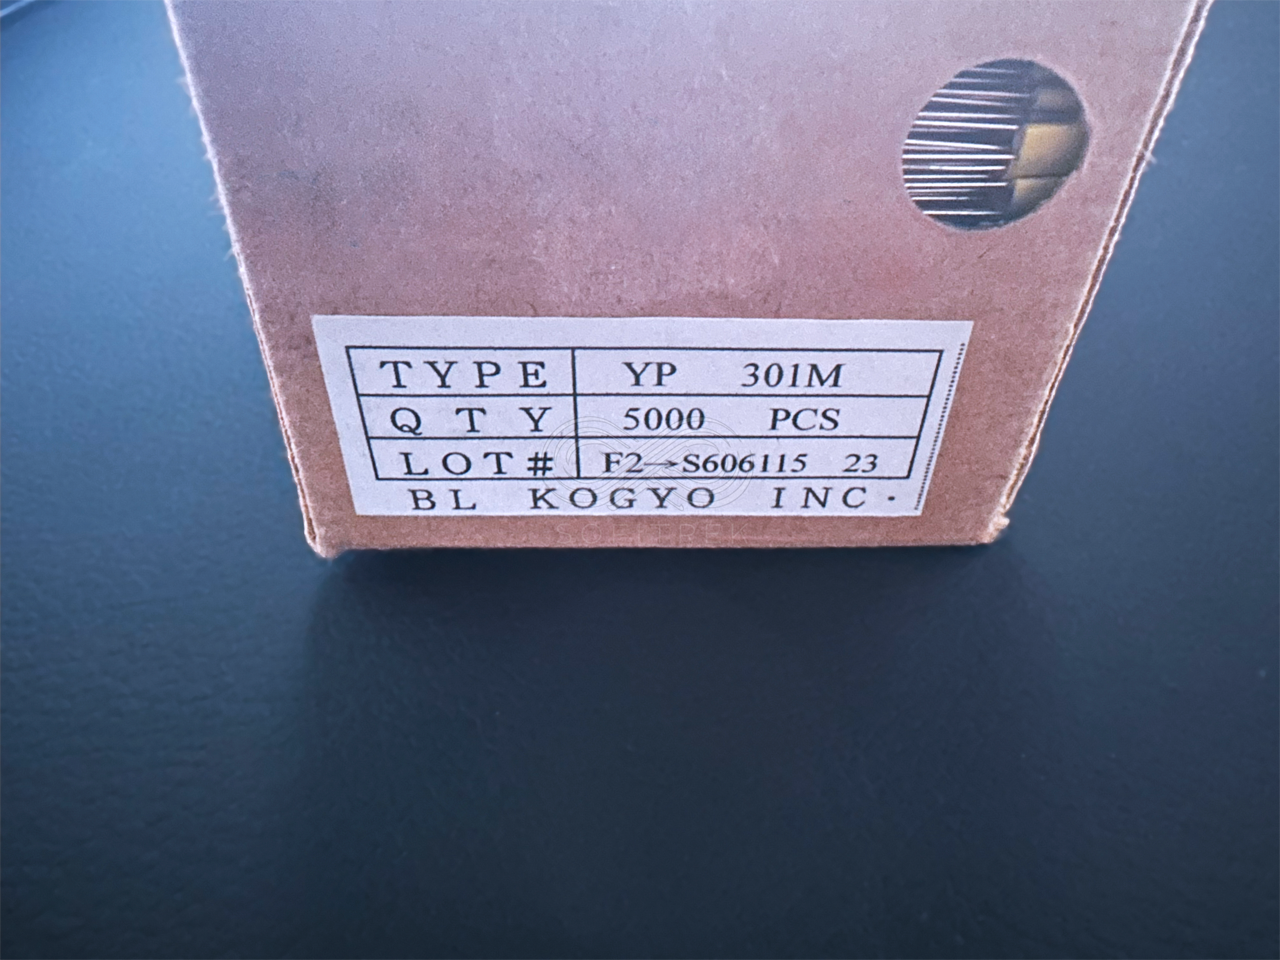 TYPE YP 301M
QTY 5000 PCS
LOT# F2→S606115 23
BL KOGYO INC.